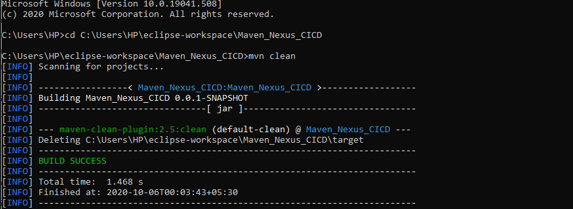 Microsoft Windows [Version 10.0.19041.508]
(c) 2020 Microsoft Corporation. All rights reserved.
C:\Users\HP>cd C:\Users\HP\eclipse-workspace\Maven_Nexus_CICD
C:\Users\HP\eclipse-workspace\Maven_Nexus_CICD>mvn clean
[INFO] Scanning for projects...
[INFO]
[INFO] ----------------< Maven_Nexus_CICD:Maven_Nexus_CICD >-----------------
[INFO] Building Maven_Nexus_CICD 0.0.1-SNAPSHOT
[INFO] --------------------------------[ jar ]---------------------------------
[INFO]
[INFO] --- maven-clean-plugin:2.5:clean (default-clean) @ Maven_Nexus_CICD ---
[INFO] Deleting C:\Users\HP\eclipse-workspace\Maven_Nexus_CICD\target
[INFO] ------------------------------------------------------------------------
[INFO] BUILD SUCCESS
[INFO] ------------------------------------------------------------------------
[INFO] Total time:  1.468 s
[INFO] Finished at: 2020-10-06T00:03:43+05:30
[INFO] ------------------------------------------------------------------------